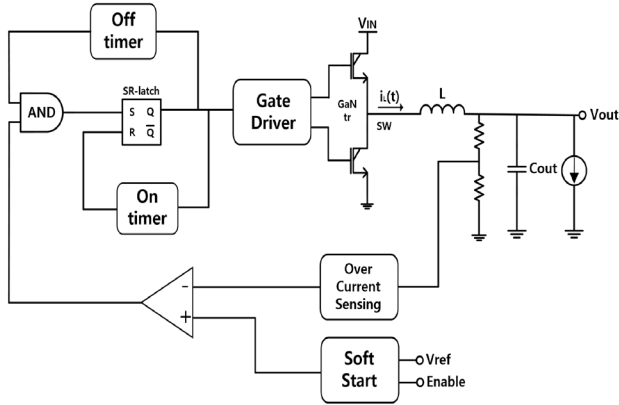 Off
timer
VIN
AND
SR-latch
S Q
R Q̅
Gate
Driver
GaN
tr
iL(t)
SW
L
Vout
Cout
On
timer
Over
Current
Sensing
-
+
Soft
Start
Vref
Enable